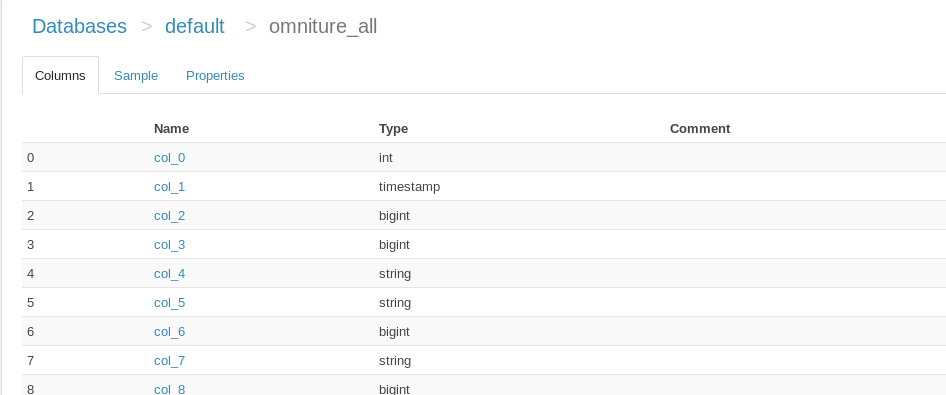 Databases > default > omniture_all
Columns Sample Properties
Name Type Comment
0 col_0 int
1 col_1 timestamp
2 col_2 bigint
3 col_3 bigint
4 col_4 string
5 col_5 string
6 col_6 bigint
7 col_7 string
8 col_8 bigint